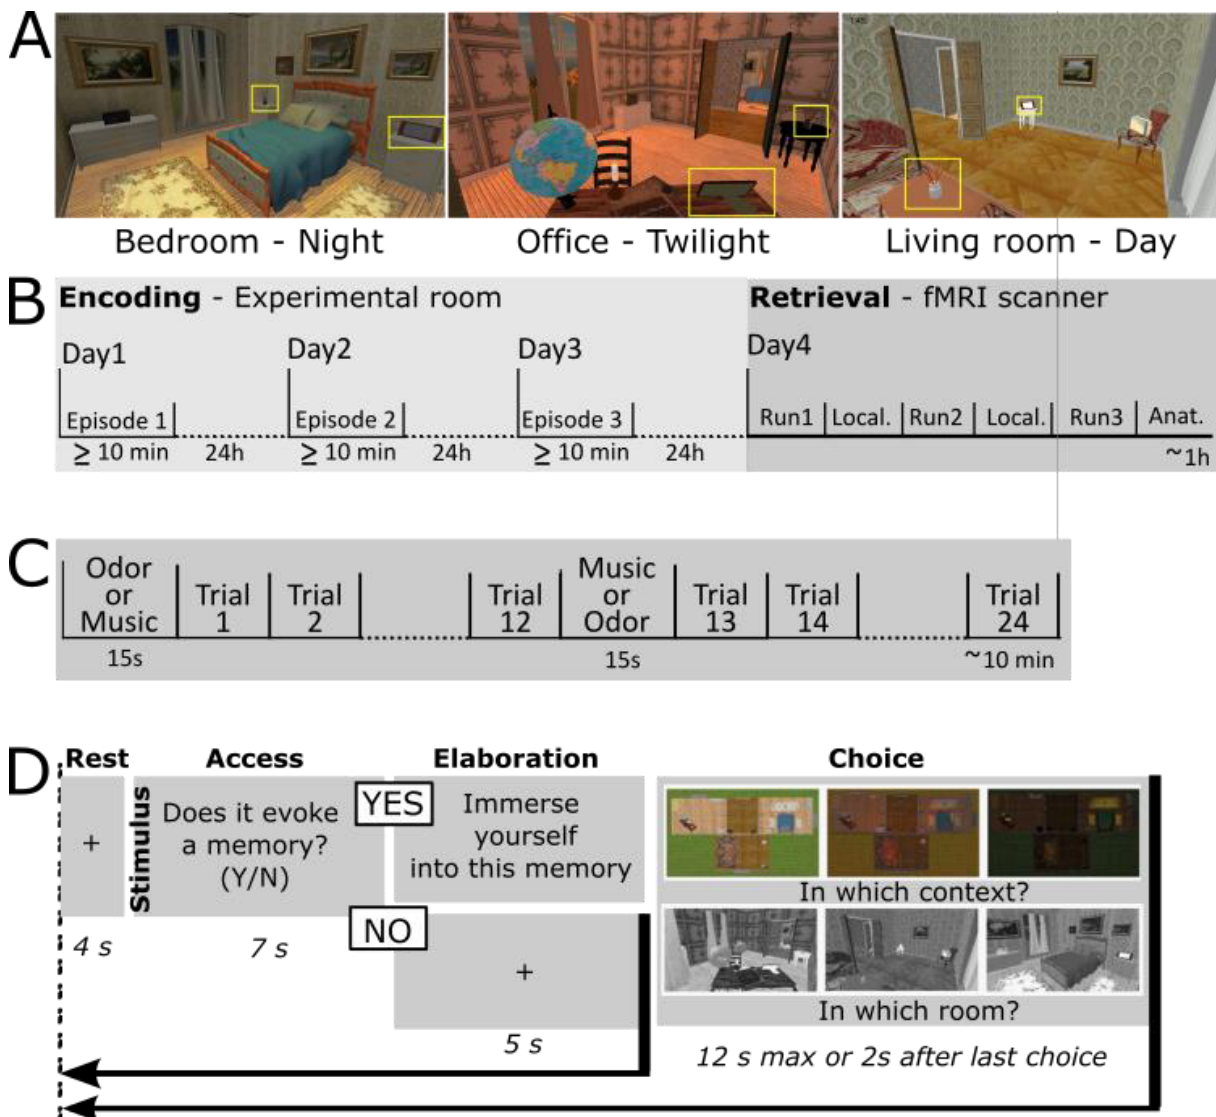 A
Bedroom - Night
Office - Twilight
Living room - Day
B
Encoding - Experimental room
Retrieval - fMRI scanner
Day1
Day2
Day3
Day4
Episode 1
Episode 2
Episode 3
Run1
Local.
Run2
Local.
Run3
Anat.
≥ 10 min
24h
≥ 10 min
24h
≥ 10 min
24h
~1h
C
Odor
or
Music
Trial
1
Trial
2
Trial
12
Music
or
Odor
Trial
13
Trial
14
Trial
24
15s
15s
~10 min
D
Rest
Access
Elaboration
Choice
+
Stimulus
Does it evoke
a memory?
(Y/N)
YES
Immerse
yourself
into this memory
In which context?
NO
4 s
7 s
+
In which room?
5 s
12 s max or 2s after last choice